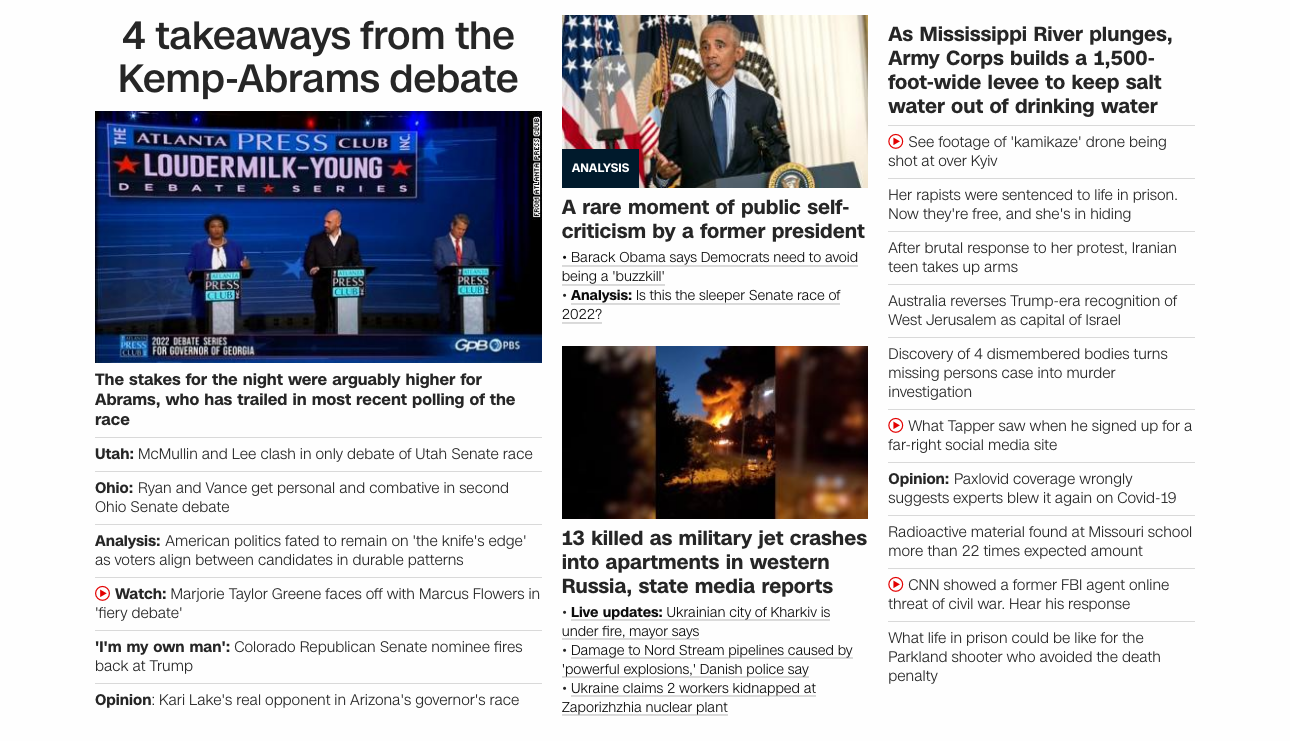 4 takeaways from the
Kemp-Abrams debate
THE
ATLANTA PRESS CLUB
INC
LOUDERMILK-YOUNG
DEBATE SERIES
FROM ATLANTA PRESS CLUB
THE
ATLANTA
PRESS
CLUB
THE
ATLANTA
PRESS
CLUB
THE
ATLANTA
PRESS
CLUB
ATLANTA
PRESS
CLUB
2022 DEBATE SERIES
FOR GOVERNOR OF GEORGIA
GPB PBS
The stakes for the night were arguably higher for
Abrams, who has trailed in most recent polling of the
race
Utah: McMullin and Lee clash in only debate of Utah Senate race
Ohio: Ryan and Vance get personal and combative in second
Ohio Senate debate
Analysis: American politics fated to remain on 'the knife's edge'
as voters align between candidates in durable patterns
Watch: Marjorie Taylor Greene faces off with Marcus Flowers in
'fiery debate'
'I'm my own man': Colorado Republican Senate nominee fires
back at Trump
Opinion: Kari Lake's real opponent in Arizona's governor's race
ANALYSIS
A rare moment of public self-
criticism by a former president
• Barack Obama says Democrats need to avoid
being a 'buzzkill'
• Analysis: Is this the sleeper Senate race of
2022?
13 killed as military jet crashes
into apartments in western
Russia, state media reports
• Live updates: Ukrainian city of Kharkiv is
under fire, mayor says
• Damage to Nord Stream pipelines caused by
'powerful explosions,' Danish police say
• Ukraine claims 2 workers kidnapped at
Zaporizhzhia nuclear plant
As Mississippi River plunges,
Army Corps builds a 1,500-
foot-wide levee to keep salt
water out of drinking water
See footage of 'kamikaze' drone being
shot at over Kyiv
Her rapists were sentenced to life in prison.
Now they're free, and she's in hiding
After brutal response to her protest, Iranian
teen takes up arms
Australia reverses Trump-era recognition of
West Jerusalem as capital of Israel
Discovery of 4 dismembered bodies turns
missing persons case into murder
investigation
What Tapper saw when he signed up for a
far-right social media site
Opinion: Paxlovid coverage wrongly
suggests experts blew it again on Covid-19
Radioactive material found at Missouri school
more than 22 times expected amount
CNN showed a former FBI agent online
threat of civil war. Hear his response
What life in prison could be like for the
Parkland shooter who avoided the death
penalty